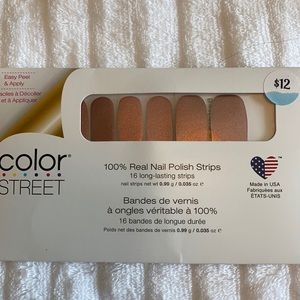 Easy Peel
& Apply
à Décoller
et à Appliquer
$12
color
STREET
100% Real Nail Polish Strips
16 long-lasting strips
nail strips net wt 0.99 g / 0.035 oz ℮
Made in USA
Fabriquées aux
ÉTATS-UNIS
Bandes de vernis
à ongles véritable à 100%
16 bandes de longue durée
Poids net des bandes de vernis 0.99 g / 0.035 oz ℮